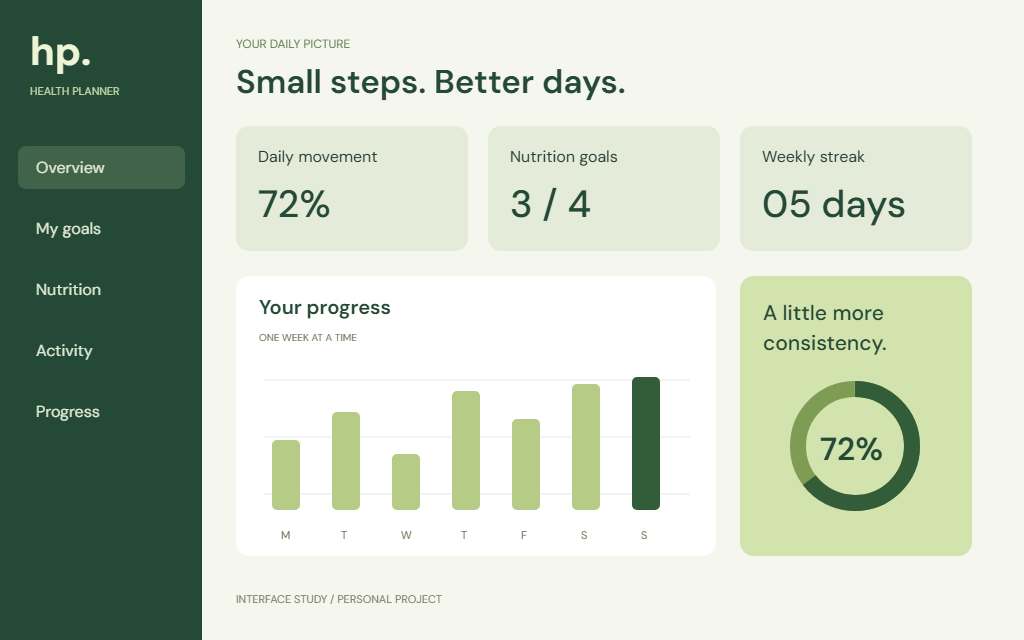 hp.
HEALTH PLANNER
Overview
My goals
Nutrition
Activity
Progress
YOUR DAILY PICTURE
Small steps. Better days.
Daily movement
72%
Nutrition goals
3 / 4
Weekly streak
05 days
Your progress
ONE WEEK AT A TIME
M T W T F S S
A little more
consistency.
72%
INTERFACE STUDY / PERSONAL PROJECT